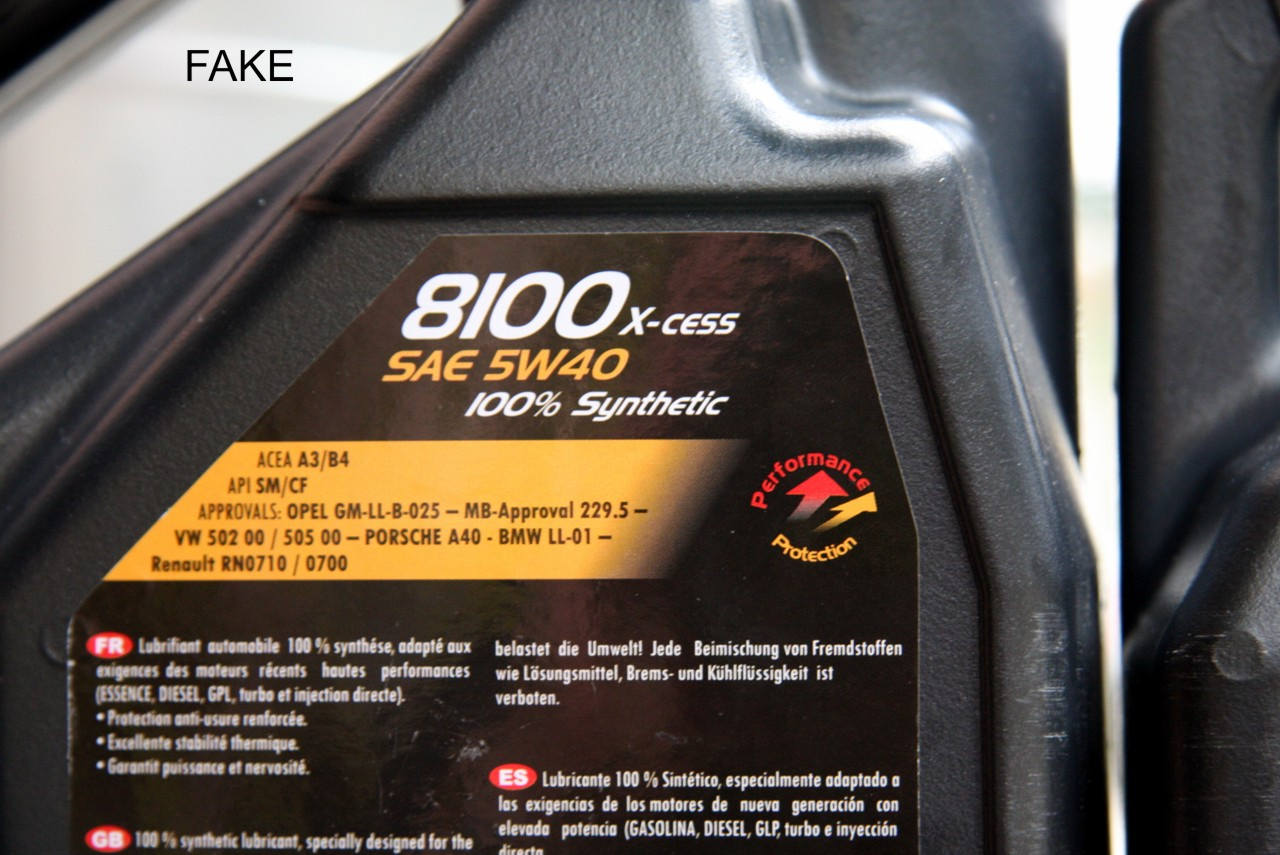 FAKE
8100 X-cess
SAE 5W40
100% Synthetic
ACEA A3/B4
API SM/CF
APPROVALS: OPEL GM-LL-B-025 – MB-Approval 229.5 –
VW 502 00 / 505 00 – PORSCHE A40 - BMW LL-01 –
Renault RN0710 / 0700
Performance
Protection
FR Lubrifiant automobile 100 % synthése, adapté aux
exigences des moteurs récents hautes performances
(ESSENCE, DIESEL, GPL, turbo et injection directe).
• Protection anti-usure renforcée.
• Excellente stabilité thermique.
• Garantit puissance et nervosité.
GB 100 % synthetic lubricant, specially designed for the
belastet die Umwelt! Jede Beimischung von Fremdstoffen
wie Lösungsmittel, Brems- und Kühlflüssigkeit ist
verboten.
ES Lubricante 100 % Sintético, especialmente adaptado a
las exigencias de los motores de nueva generación con
elevada potencia (GASOLINA, DIESEL, GLP, turbo e inyección
directa